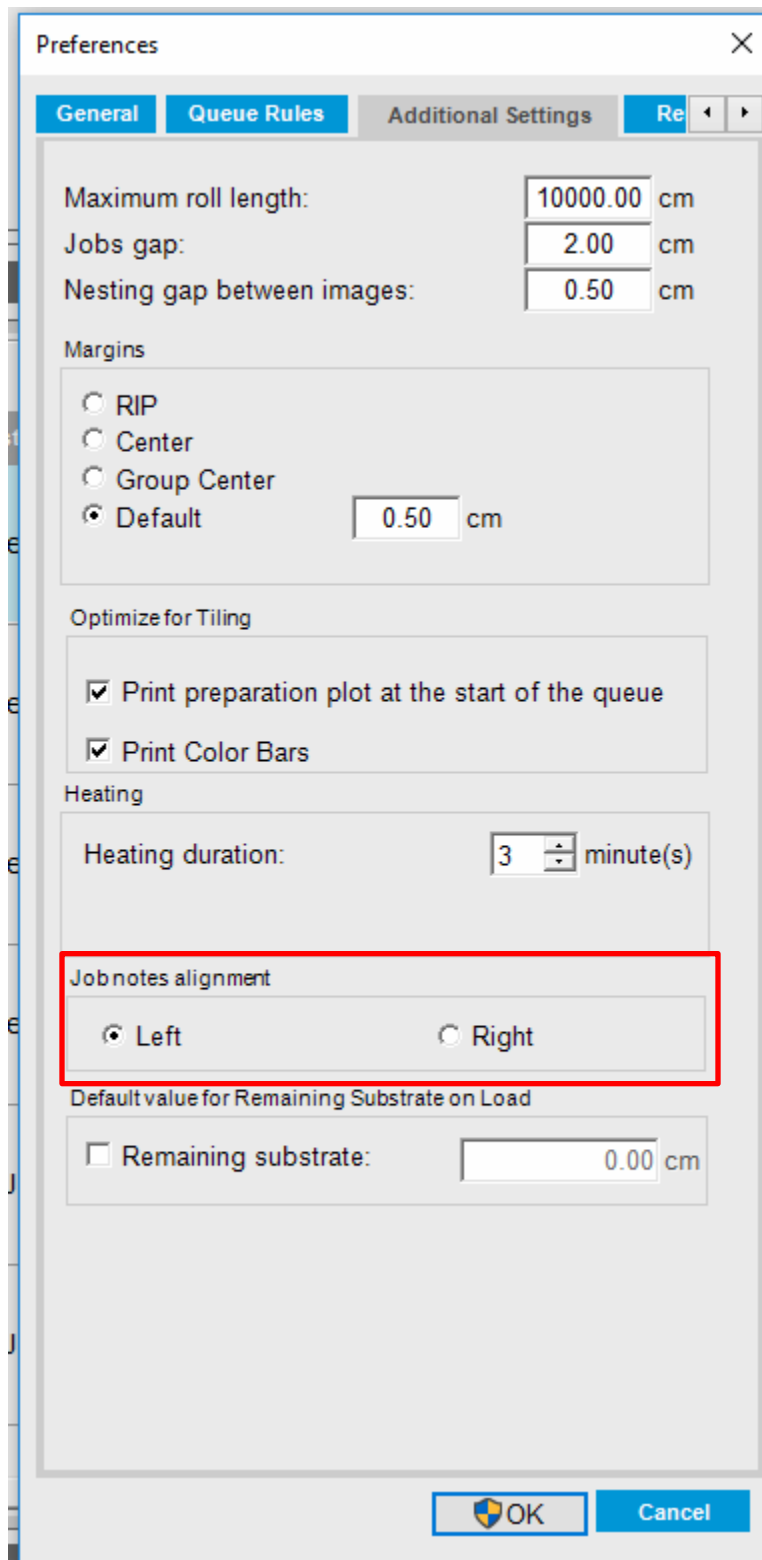 Preferences
General Queue Rules Additional Settings Re
Maximum roll length: 10000.00 cm
Jobs gap: 2.00 cm
Nesting gap between images: 0.50 cm
Margins
RIP
Center
Group Center
Default 0.50 cm
Optimize for Tiling
Print preparation plot at the start of the queue
Print Color Bars
Heating
Heating duration: 3 minute(s)
Job notes alignment
Left Right
Default value for Remaining Substrate on Load
Remaining substrate: 0.00 cm
OK Cancel